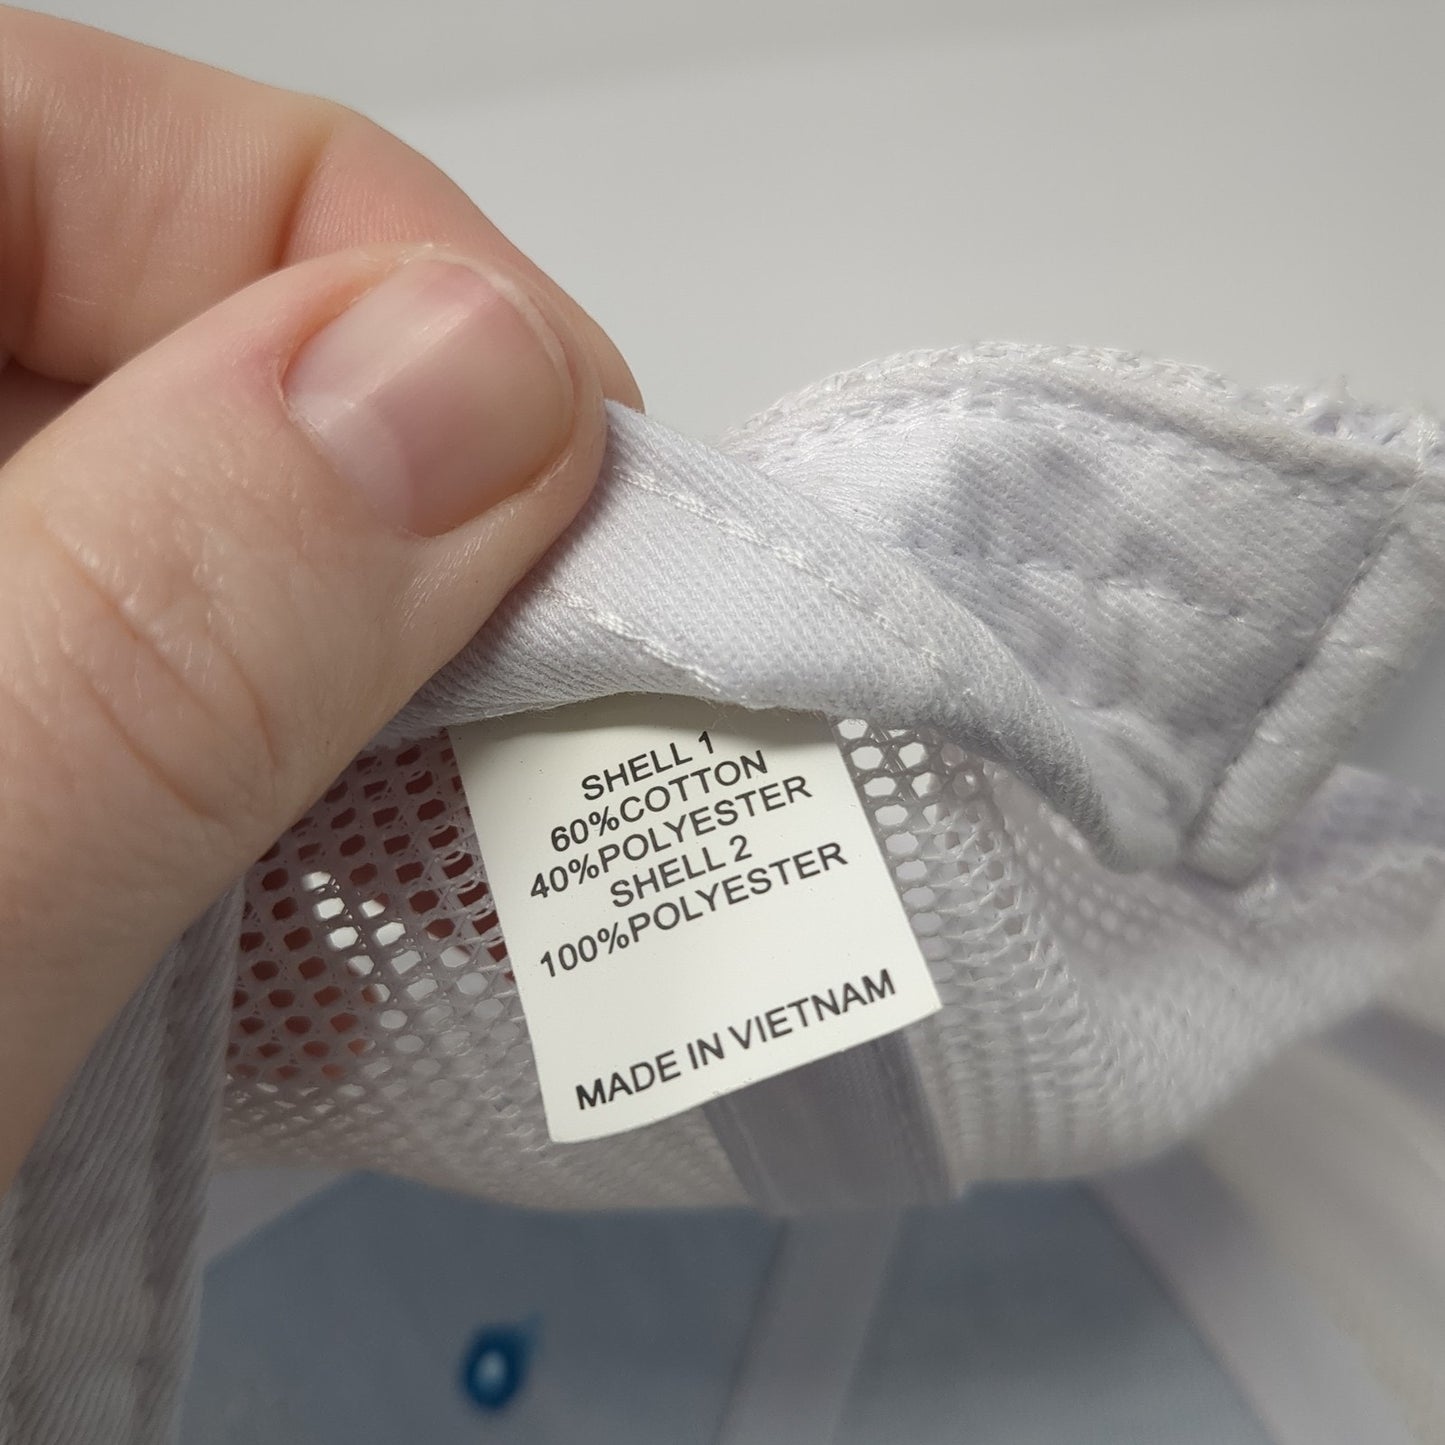 SHELL 1
60%COTTON
40%POLYESTER
SHELL 2
100%POLYESTER
MADE IN VIETNAM